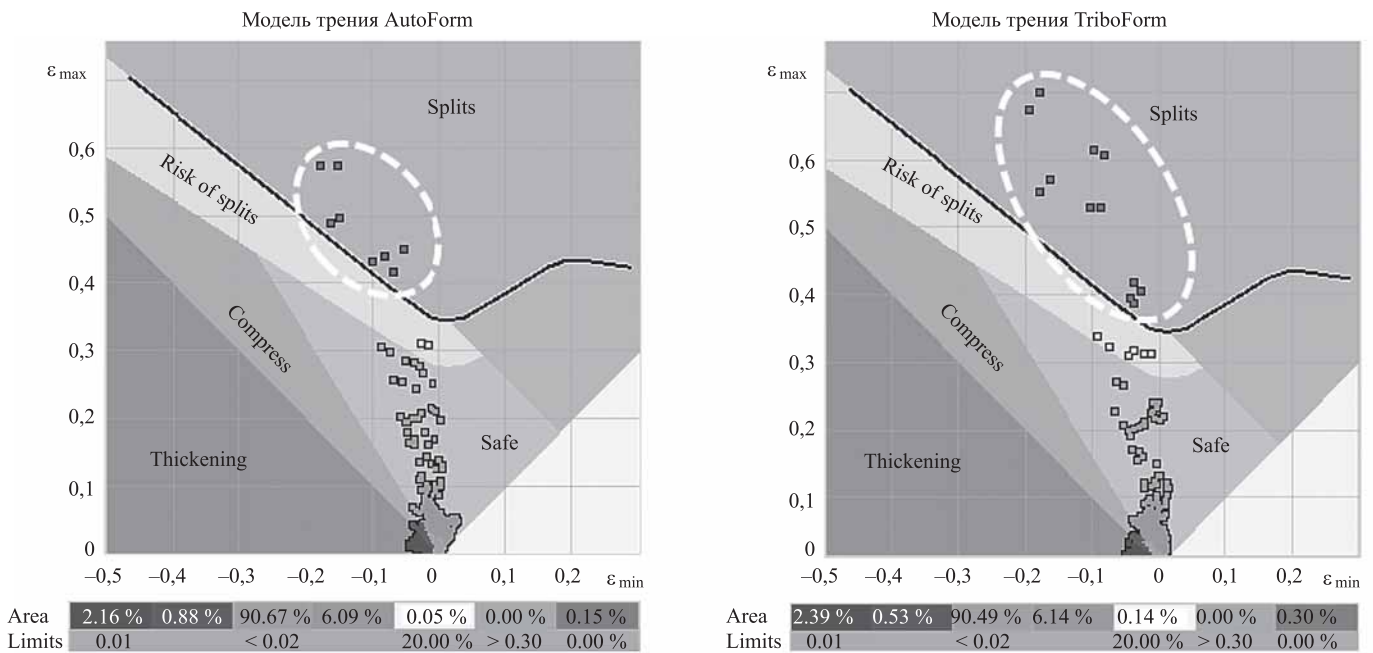 Модель трения AutoForm
ε max
Splits
0,6
Risk of splits
0,5
0,4
Compress
0,3
0,2
Safe
Thickening
0,1
0
–0,5 –0,4 –0,3 –0,2 –0,1 0 0,1 0,2 ε min
Area 2.16 % 0.88 % 90.67 % 6.09 % 0.05 % 0.00 % 0.15 %
Limits 0.01 < 0.02 20.00 % > 0.30 0.00 %
Модель трения TriboForm
ε max
Splits
0,6
Risk of splits
0,5
0,4
Compress
0,3
0,2
Safe
Thickening
0,1
0
–0,5 –0,4 –0,3 –0,2 –0,1 0 0,1 0,2 ε min
Area 2.39 % 0.53 % 90.49 % 6.14 % 0.14 % 0.00 % 0.30 %
Limits 0.01 < 0.02 20.00 % > 0.30 0.00 %